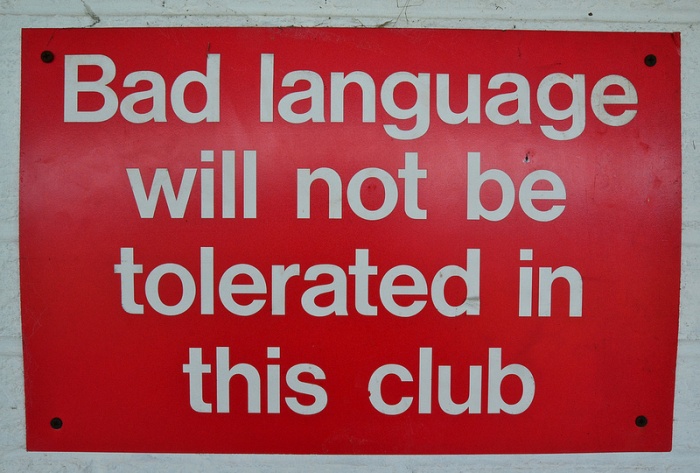 Bad language
will not be
tolerated in
this club